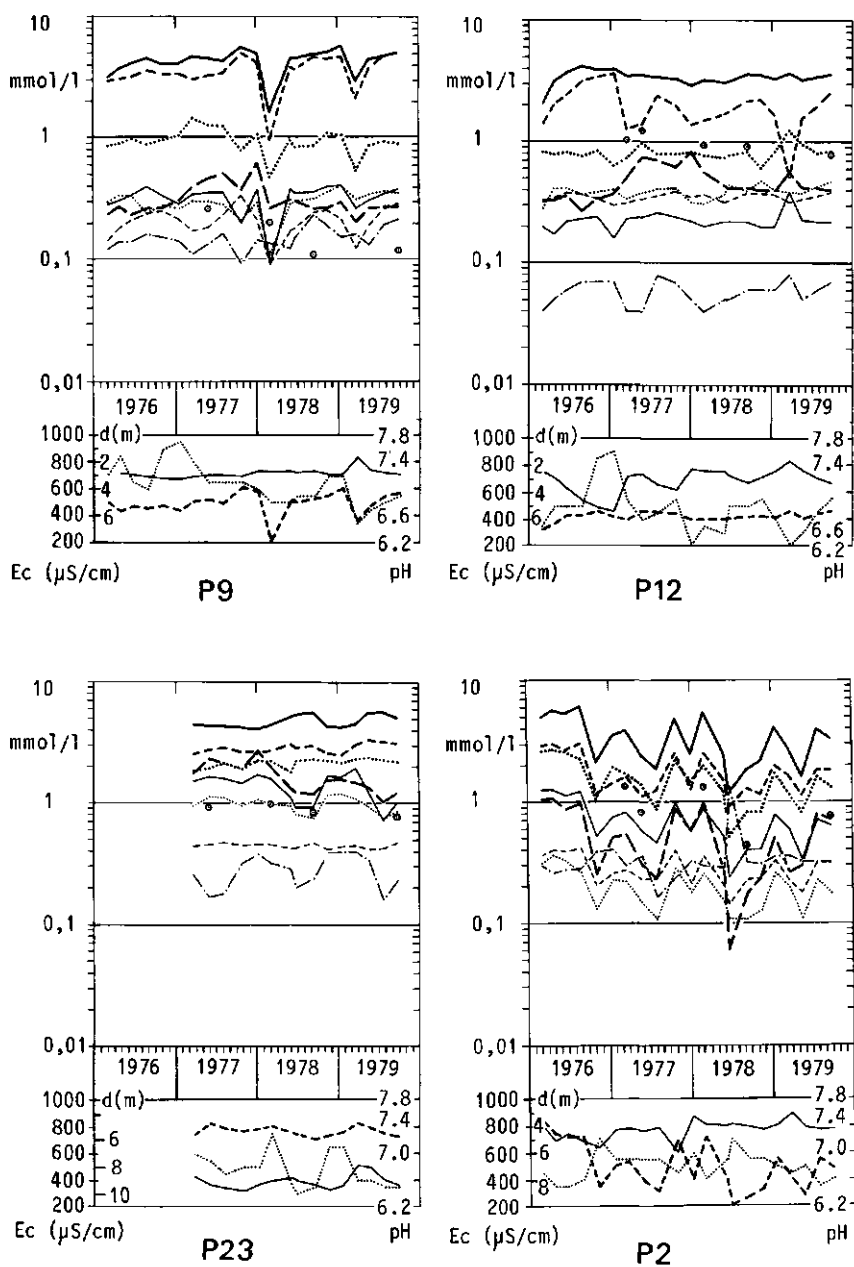 10
mmol/l
1
0,1
0,01
1976 1977 1978 1979
1000 d(m) 7.8
800 2 7.4
600 4
400 6 6.6
200 6.2
Ec (µS/cm) pH
P9
10
mmol/l
1
0,1
0,01
1976 1977 1978 1979
1000 d(m) 7.8
800 2 7.4
600 4
400 6 6.6
200 6.2
Ec (µS/cm) pH
P12
10
mmol/l
1
0,1
0,01
1976 1977 1978 1979
1000 d(m) 7.8
800 6 7.4
600 8 7.0
400
200 10 6.2
Ec (µS/cm) pH
P23
10
mmol/l
1
0,1
0,01
1976 1977 1978 1979
1000 d(m) 7.8
800 4 7.4
600 6 7.0
400 8
200 6.2
Ec (µS/cm) pH
P2